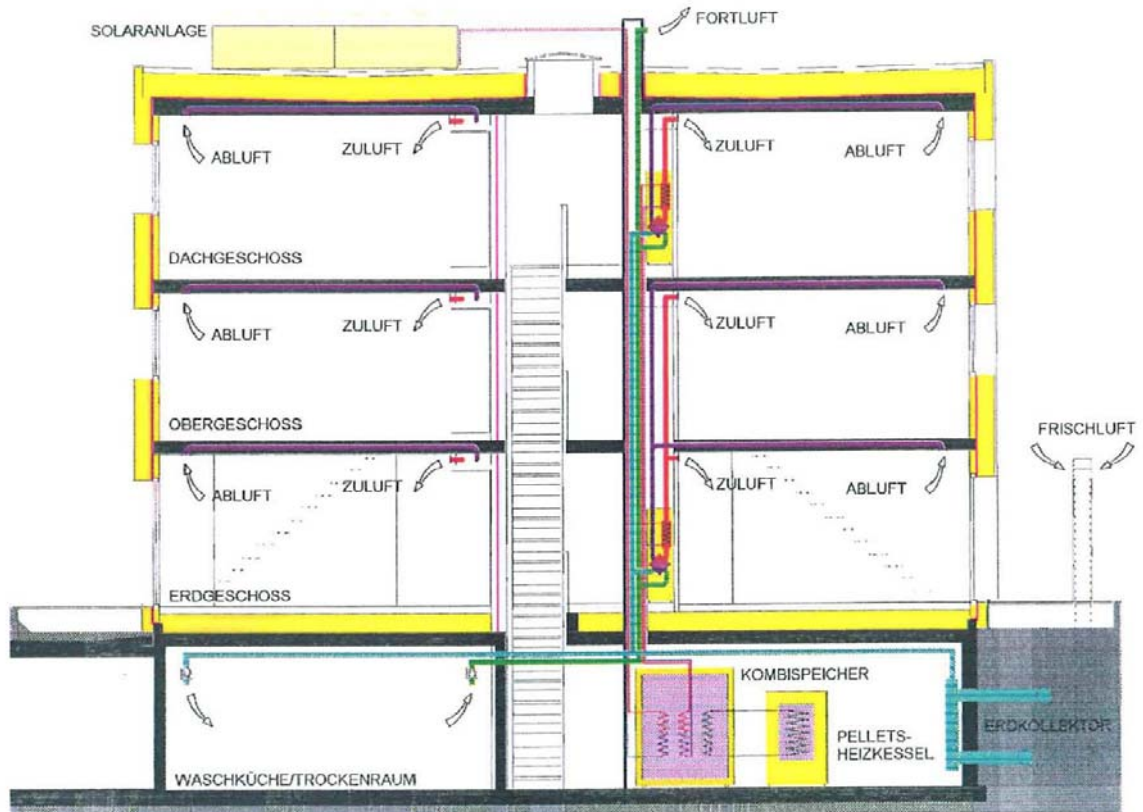 FORTLUFT
SOLARANLAGE
ABLUFT
ZULUFT
ZULUFT
ABLUFT
DACHGESCHOSS
ABLUFT
ZULUFT
ZULUFT
ABLUFT
OBERGESCHOSS
FRISCHLUFT
ABLUFT
ZULUFT
ZULUFT
ABLUFT
ERDGESCHOSS
KOMBISPEICHER
ERDKOLLEKTOR
PELLETS-
HEIZKESSEL
WASCHKÜCHE/TROCKENRAUM